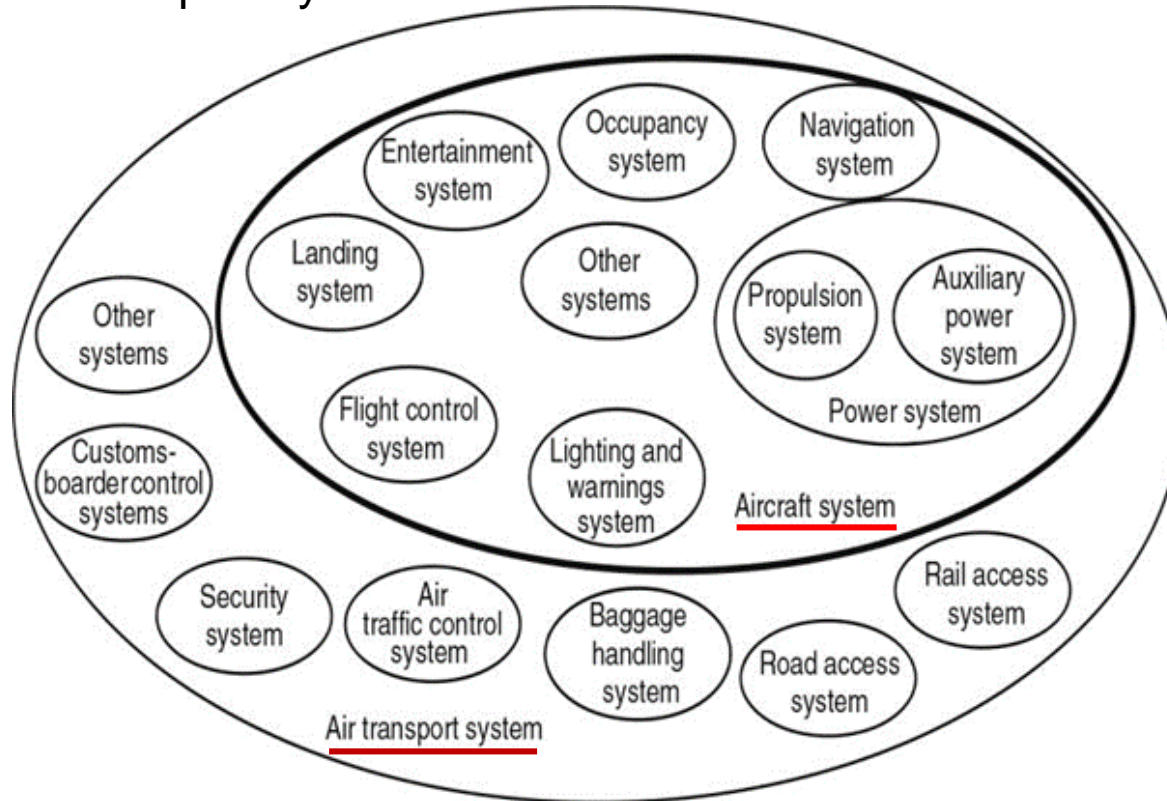 Occupancy
system
Navigation
system
Entertainment
system
Landing
system
Other
systems
Propulsion
system
Auxiliary
power
system
Power system
Other
systems
Flight control
system
Lighting and
warnings
system
Customs-
boarder control
systems
Aircraft system
Rail access
system
Security
system
Air
traffic control
system
Baggage
handling
system
Road access
system
Air transport system